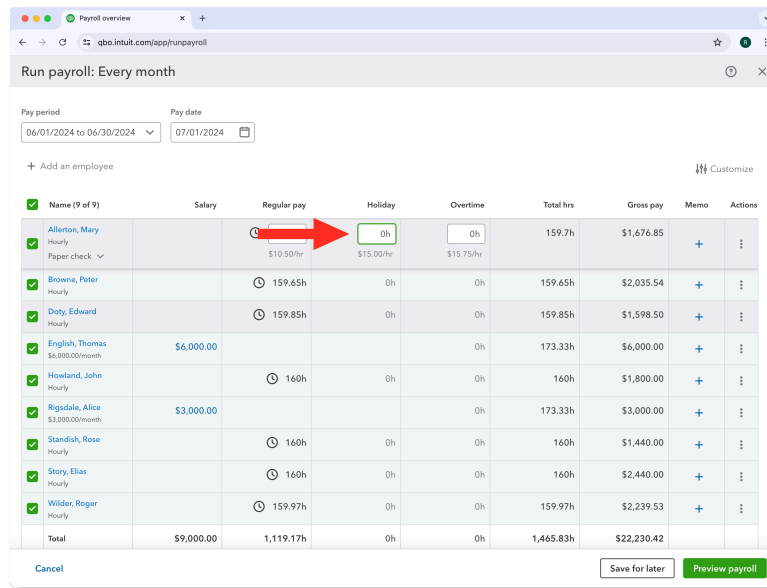 Payroll overview
qbo.intuit.com/app/runpayroll
R
Run payroll: Every month
Pay period Pay date
06/01/2024 to 06/30/2024 07/01/2024
+ Add an employee
Customize
Name (9 of 9) Salary Regular pay Holiday Overtime Total hrs Gross pay Memo Actions
Allerton, Mary 0h 0h 159.7h $1,676.85 +
Hourly
Paper check $10.50/hr $15.00/hr $15.75/hr
Browne, Peter 159.65h 0h 0h 159.65h $2,035.54 +
Hourly
Doty, Edward 159.85h 0h 0h 159.85h $1,598.50 +
Hourly
English, Thomas $6,000.00 0h 173.33h $6,000.00 +
$6,000.00/month
Howland, John 160h 0h 0h 160h $1,800.00 +
Hourly
Rigsdale, Alice $3,000.00 0h 173.33h $3,000.00 +
$3,000.00/month
Standish, Rose 160h 0h 0h 160h $1,440.00 +
Hourly
Story, Elias 160h 0h 0h 160h $2,440.00 +
Hourly
Wilder, Roger 159.97h 0h 0h 159.97h $2,239.53 +
Hourly
Total $9,000.00 1,119.17h 0h 0h 1,465.83h $22,230.42
Cancel Save for later Preview payroll